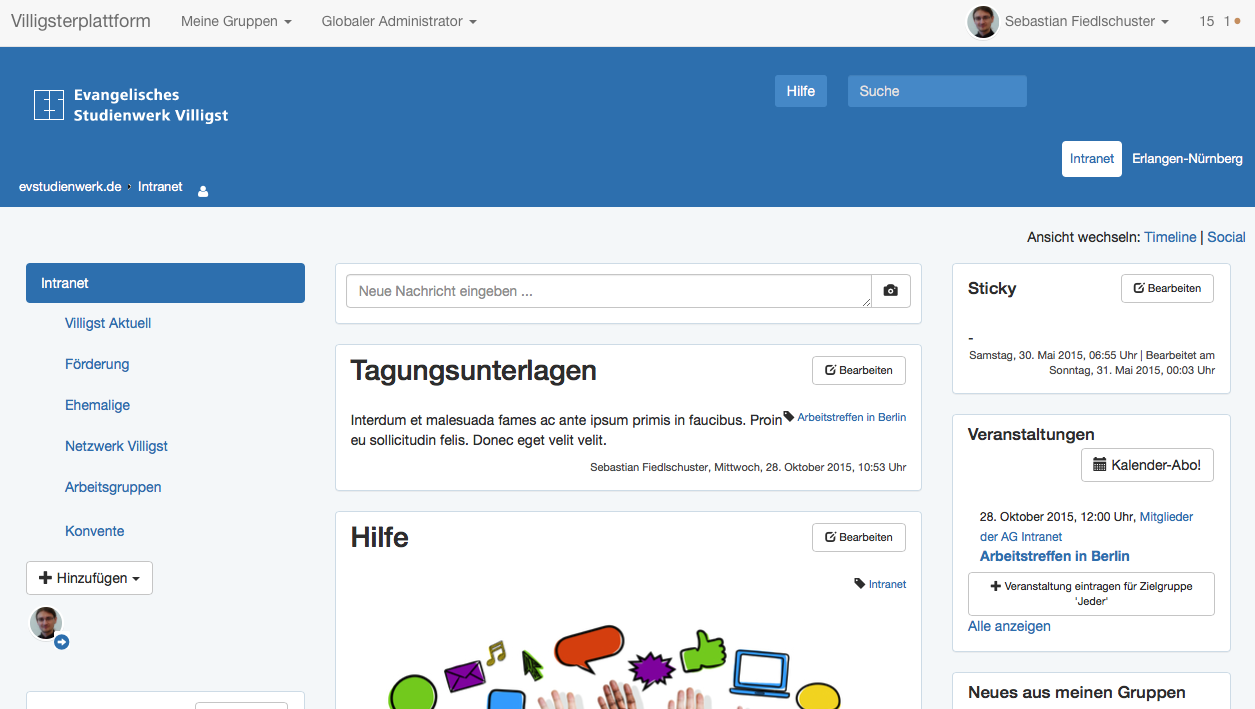 Villigsterplattform Meine Gruppen Globaler Administrator Sebastian Fiedlschuster 15 1
Evangelisches
Studienwerk Villigst
Hilfe Suche
Intranet Erlangen-Nürnberg
evstudienwerk.de › Intranet
Ansicht wechseln: Timeline | Social
Intranet
Villigst Aktuell
Förderung
Ehemalige
Netzwerk Villigst
Arbeitsgruppen
Konvente
Hinzufügen
Neue Nachricht eingeben ...
Tagungsunterlagen
Bearbeiten
Interdum et malesuada fames ac ante ipsum primis in faucibus. Proin
eu sollicitudin felis. Donec eget velit velit.
Arbeitstreffen in Berlin
Sebastian Fiedlschuster, Mittwoch, 28. Oktober 2015, 10:53 Uhr
Hilfe
Bearbeiten
Intranet
Sticky
Bearbeiten
-
Samstag, 30. Mai 2015, 06:55 Uhr | Bearbeitet am
Sonntag, 31. Mai 2015, 00:03 Uhr
Veranstaltungen
Kalender-Abo!
28. Oktober 2015, 12:00 Uhr, Mitglieder
der AG Intranet
Arbeitstreffen in Berlin
Veranstaltung eintragen für Zielgruppe
'Jeder'
Alle anzeigen
Neues aus meinen Gruppen